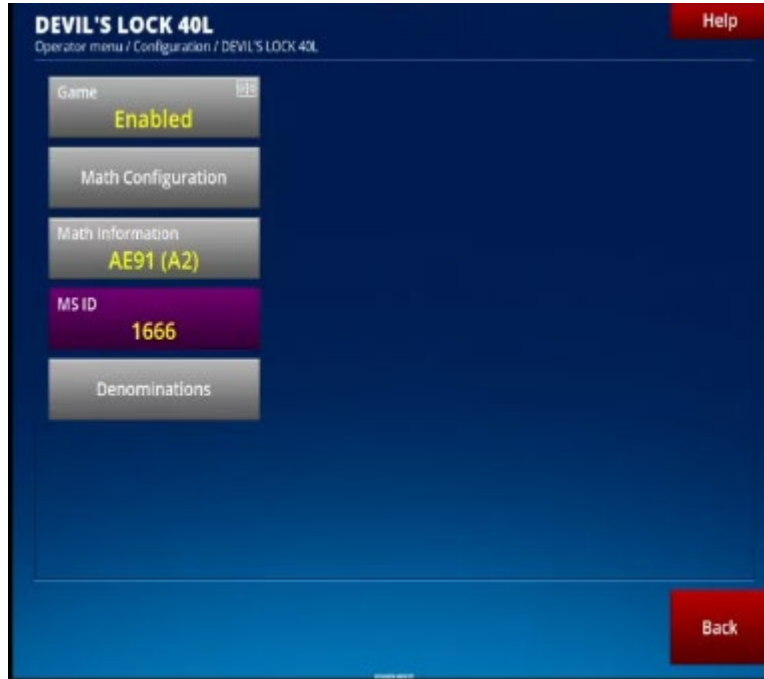 DEVIL'S LOCK 40L
Help
Operator menu / Configuration / DEVIL'S LOCK 40L
Game
Enabled
Math Configuration
Math Information
AE91 (A2)
MS ID
1666
Denominations
Back